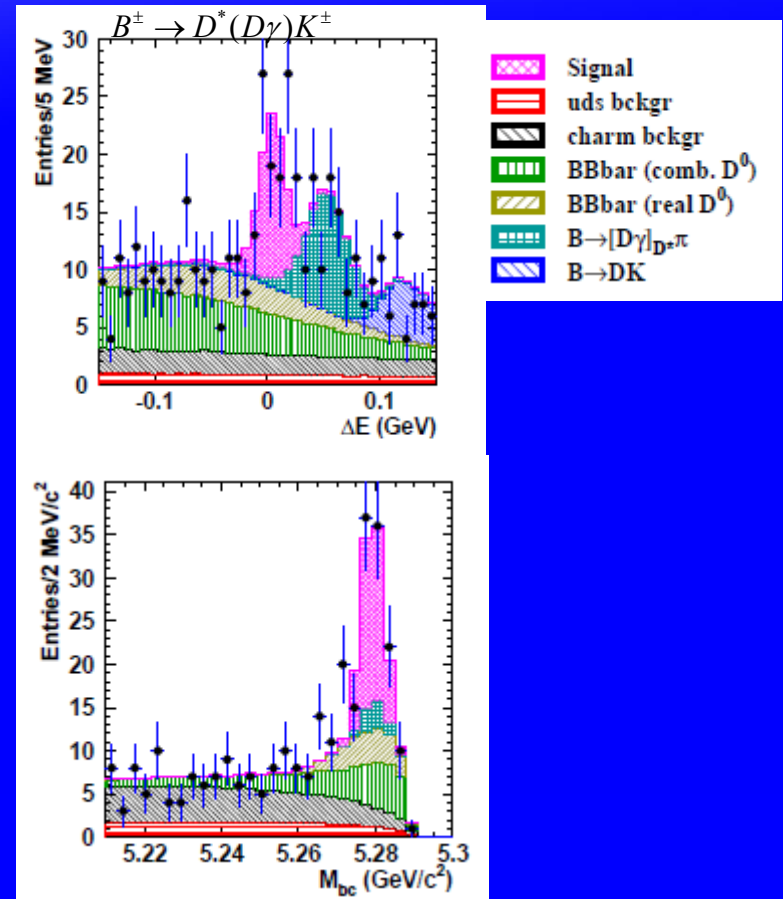 B± → D*(Dγ)K±
Entries/5 MeV
30
25
20
15
10
5
0
-0.1 0 0.1
ΔE (GeV)
Signal
uds bckgr
charm bckgr
BBbar (comb. D⁰)
BBbar (real D⁰)
B→[Dγ]D*π
B→DK
Entries/2 MeV/c²
40
35
30
25
20
15
10
5
0
5.22 5.24 5.26 5.28 5.3
Mbc (GeV/c²)